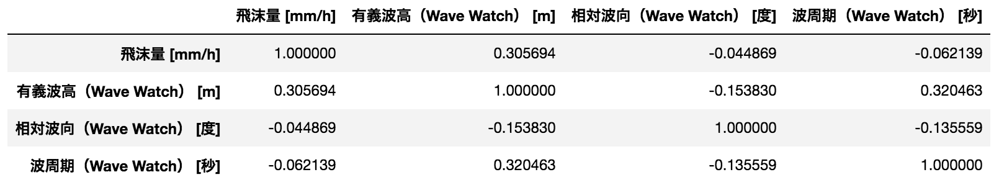 飛沫量 [mm/h] 有義波高（Wave Watch） [m] 相対波向（Wave Watch） [度] 波周期（Wave Watch） [秒]
飛沫量 [mm/h] 1.000000 0.305694 -0.044869 -0.062139
有義波高（Wave Watch） [m] 0.305694 1.000000 -0.153830 0.320463
相対波向（Wave Watch） [度] -0.044869 -0.153830 1.000000 -0.135559
波周期（Wave Watch） [秒] -0.062139 0.320463 -0.135559 1.000000